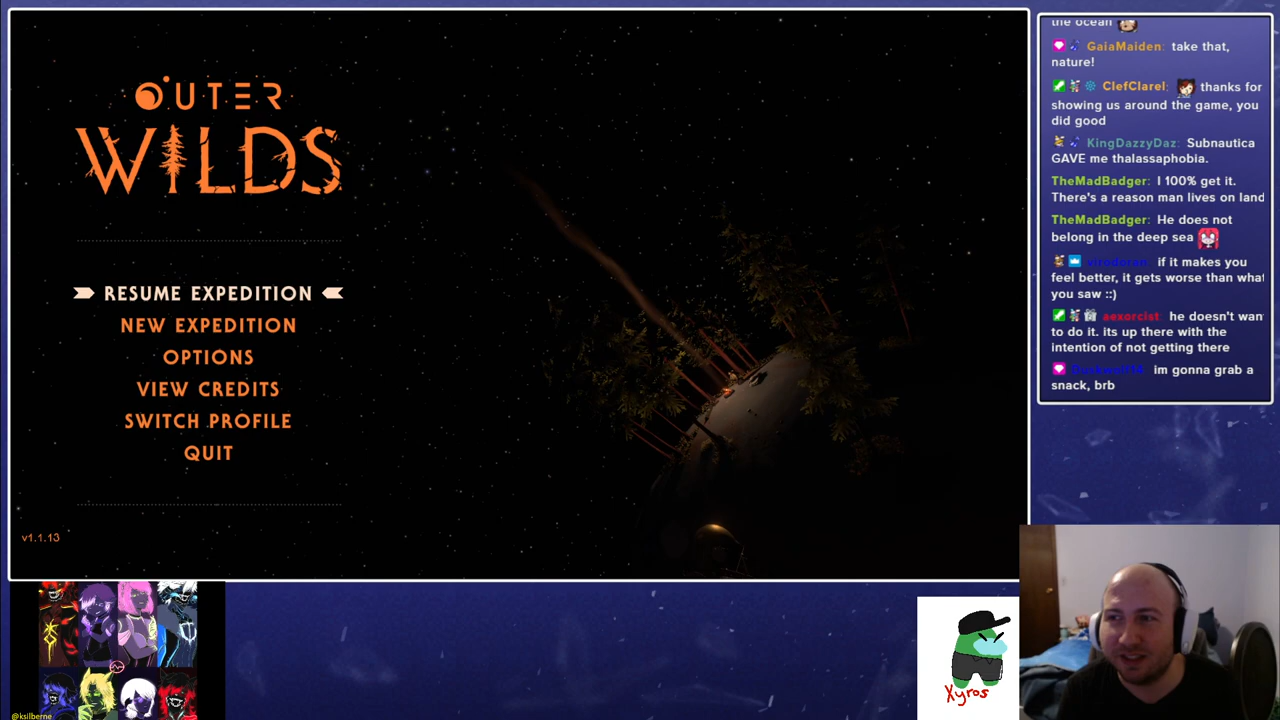 OUTER
WILDS
RESUME EXPEDITION
NEW EXPEDITION
OPTIONS
VIEW CREDITS
SWITCH PROFILE
QUIT
v1.1.13
the ocean
GaiaMaiden: take that,
nature!
ClefClarel: thanks for
showing us around the game, you
did good
KingDazzyDaz: Subnautica
GAVE me thalassaphobia.
TheMadBadger: I 100% get it.
There's a reason man lives on land
TheMadBadger: He does not
belong in the deep sea
if it makes you
feel better, it gets worse than what
you saw ::)
aexorcist he doesn't want
to do it. its up there with the
intention of not getting there
im gonna grab a
snack, brb
Xyros
@ksilberne